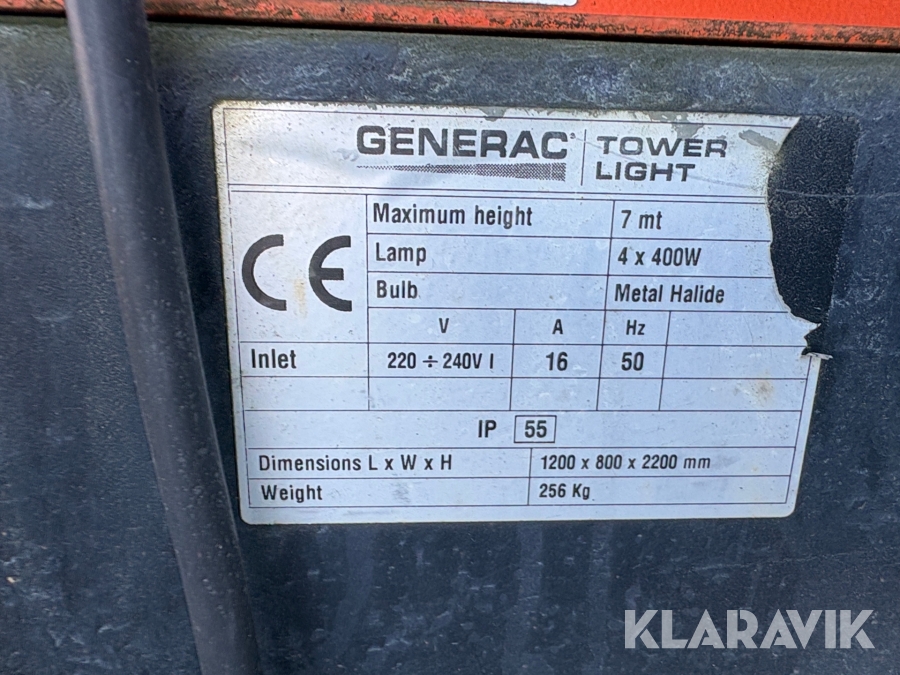 GENERAC® TOWER LIGHT
CE
Maximum height 7 mt
Lamp 4 x 400W
Bulb Metal Halide
V A Hz
Inlet 220 ÷ 240V I 16 50
IP 55
Dimensions L x W x H 1200 x 800 x 2200 mm
Weight 256 Kg
KLARAVIK